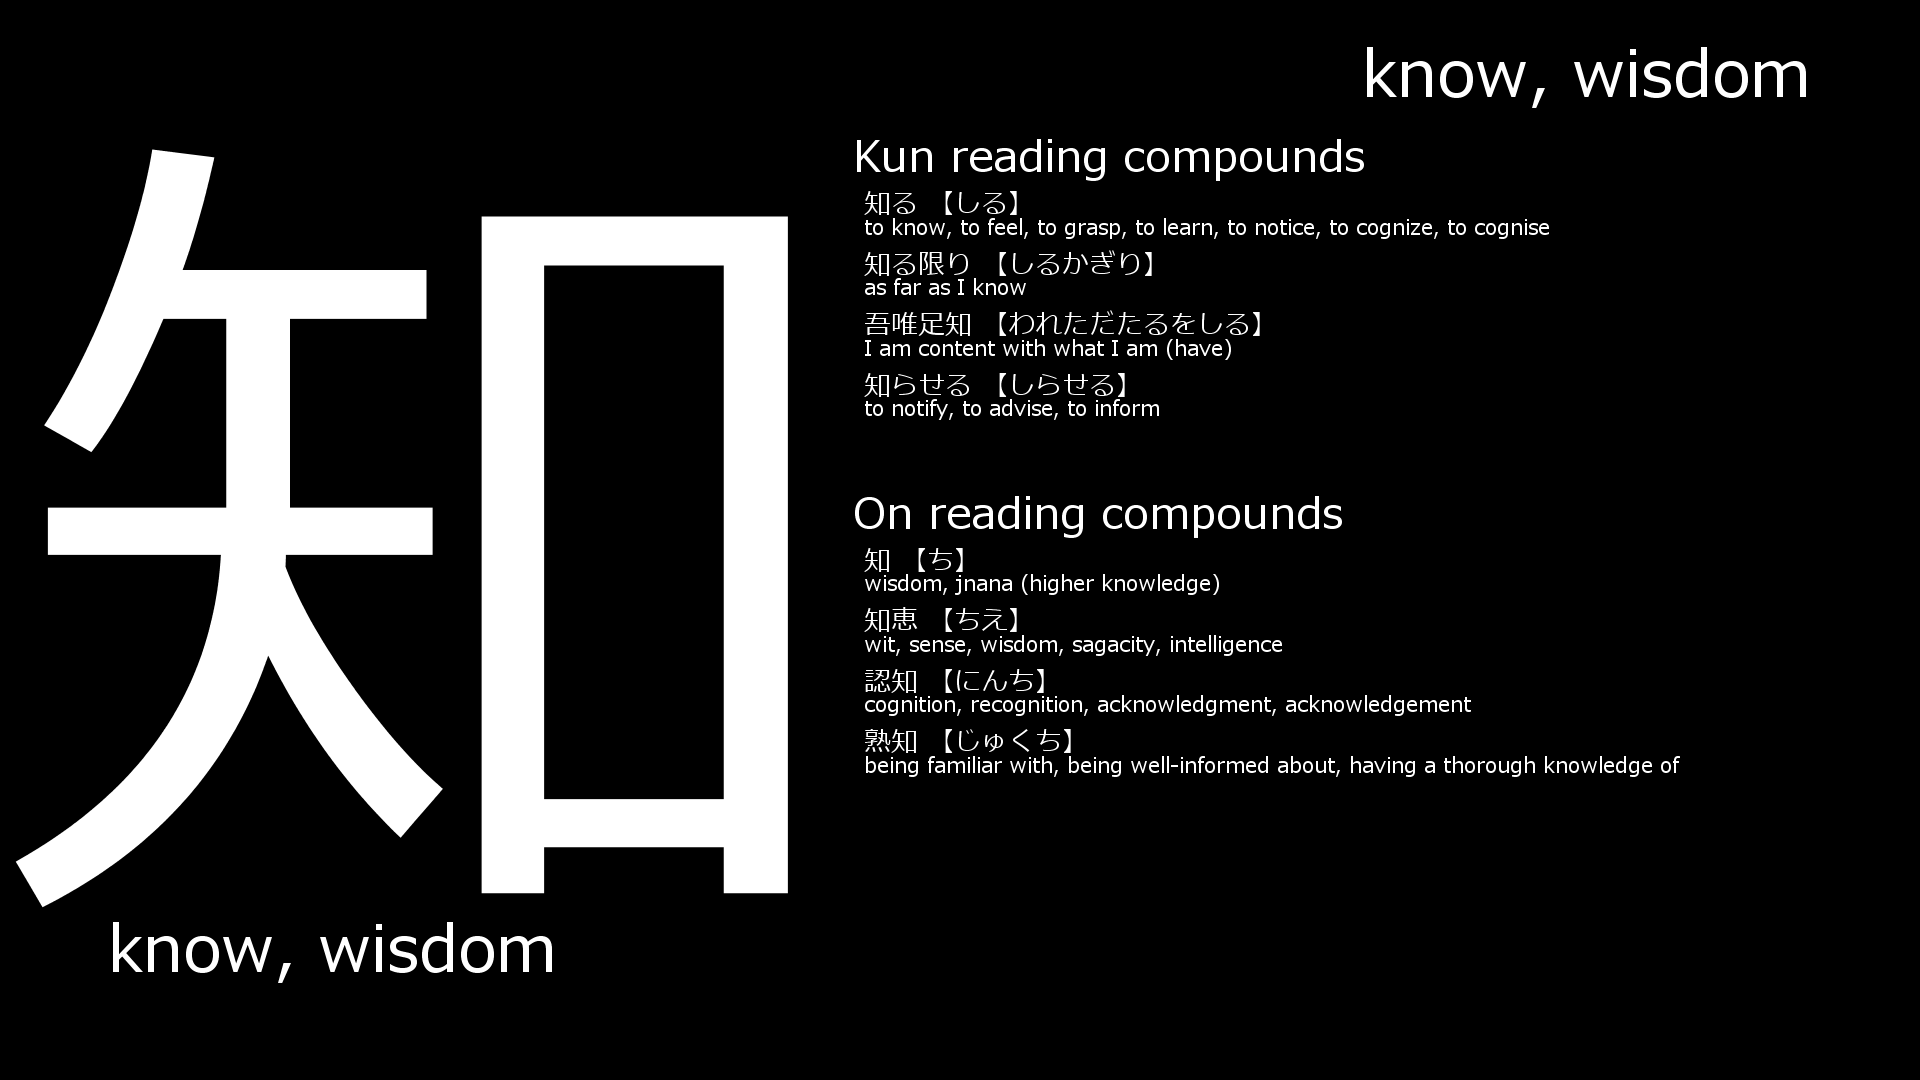 know, wisdom
知
know, wisdom
Kun reading compounds
知る 【しる】
to know, to feel, to grasp, to learn, to notice, to cognize, to cognise
知る限り 【しるかぎり】
as far as I know
吾唯足知 【われただたるをしる】
I am content with what I am (have)
知らせる 【しらせる】
to notify, to advise, to inform
On reading compounds
知 【ち】
wisdom, jnana (higher knowledge)
知恵 【ちえ】
wit, sense, wisdom, sagacity, intelligence
認知 【にんち】
cognition, recognition, acknowledgment, acknowledgement
熟知 【じゅくち】
being familiar with, being well-informed about, having a thorough knowledge of